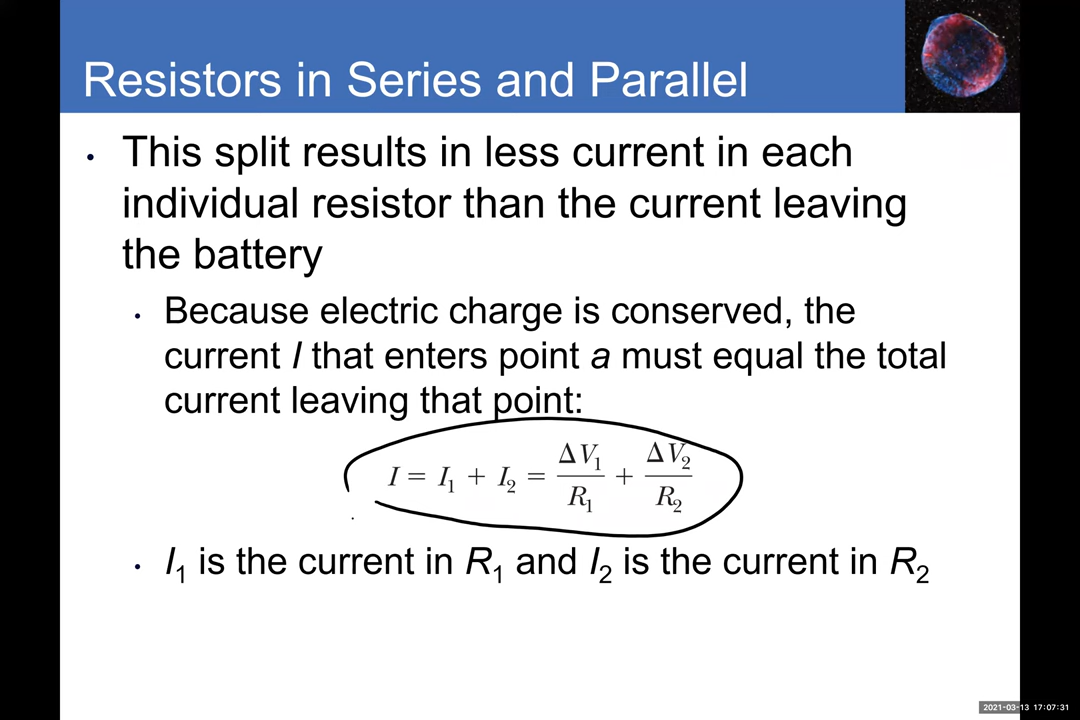 Resistors in Series and Parallel
• This split results in less current in each
individual resistor than the current leaving
the battery
• Because electric charge is conserved, the
current I that enters point a must equal the total
current leaving that point:
I = I₁ + I₂ = ΔV₁/R₁ + ΔV₂/R₂
• I₁ is the current in R₁ and I₂ is the current in R₂
2021-03-13 17:07:31